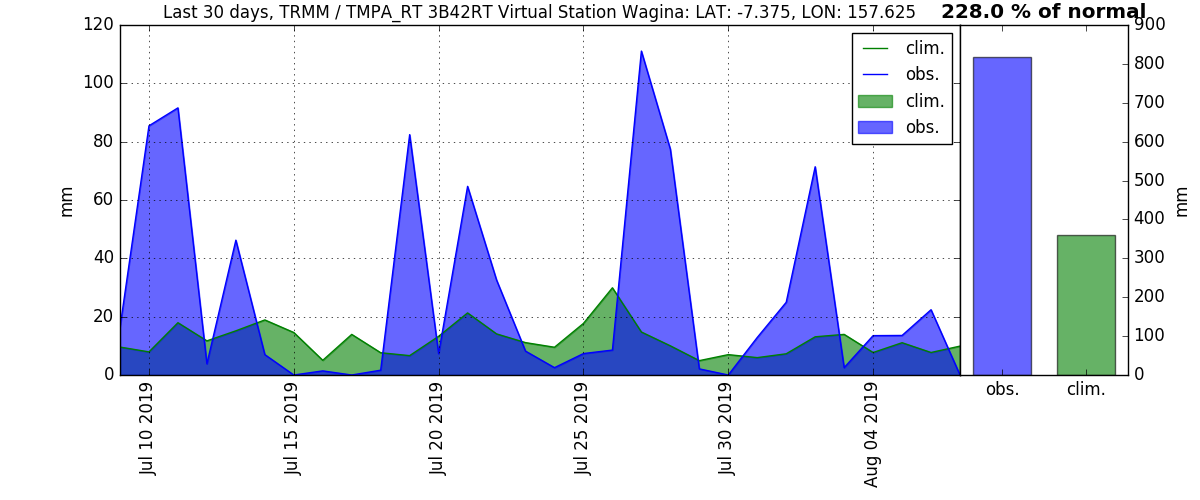 Last 30 days, TRMM / TMPA_RT 3B42RT Virtual Station Wagina: LAT: -7.375, LON: 157.625
228.0 % of normal
120
100
80
60
40
20
0
mm
clim.
obs.
clim.
obs.
900
800
700
600
500
400
300
200
100
0
mm
Jul 10 2019
Jul 15 2019
Jul 20 2019
Jul 25 2019
Jul 30 2019
Aug 04 2019
obs.
clim.